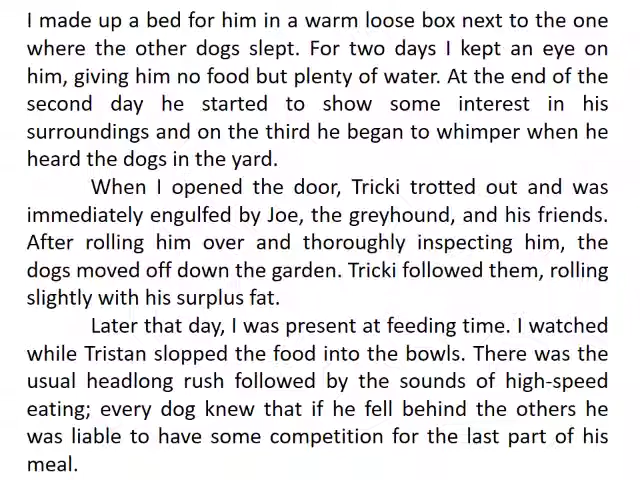 I made up a bed for him in a warm loose box next to the one
where the other dogs slept. For two days I kept an eye on
him, giving him no food but plenty of water. At the end of the
second day he started to show some interest in his
surroundings and on the third he began to whimper when he
heard the dogs in the yard.
When I opened the door, Tricki trotted out and was
immediately engulfed by Joe, the greyhound, and his friends.
After rolling him over and thoroughly inspecting him, the
dogs moved off down the garden. Tricki followed them, rolling
slightly with his surplus fat.
Later that day, I was present at feeding time. I watched
while Tristan slopped the food into the bowls. There was the
usual headlong rush followed by the sounds of high-speed
eating; every dog knew that if he fell behind the others he
was liable to have some competition for the last part of his
meal.